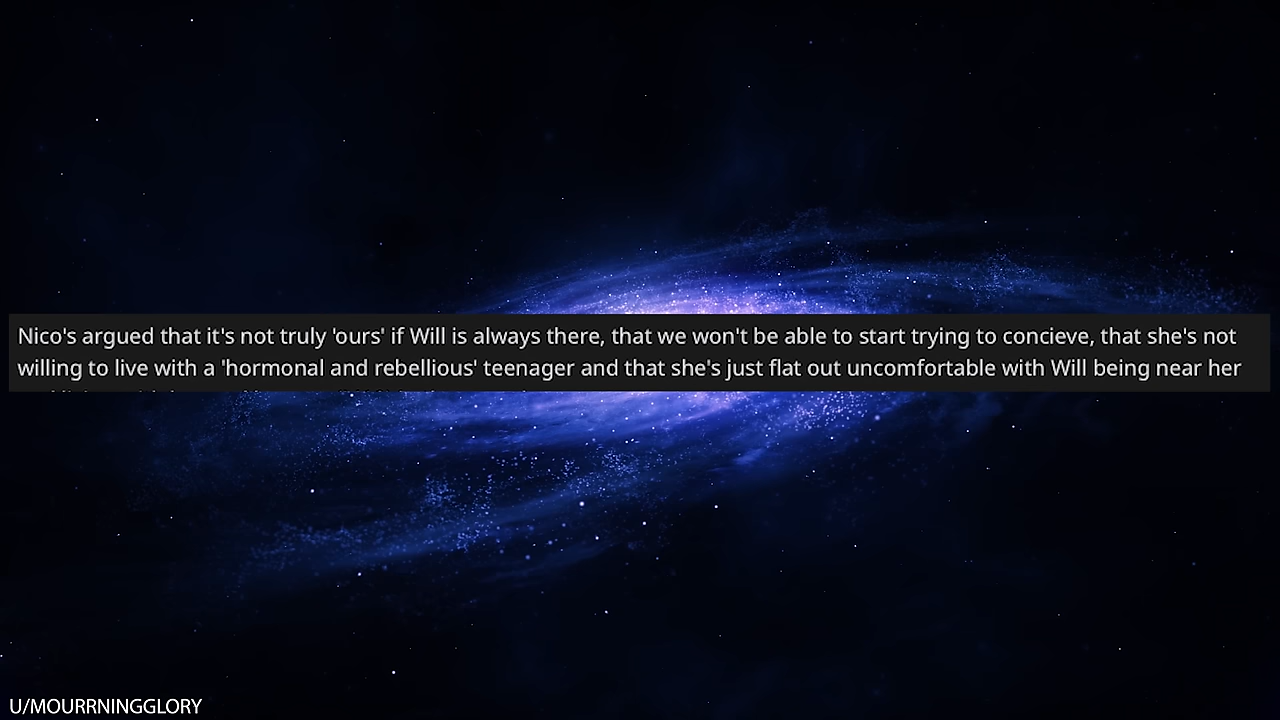 Nico's argued that it's not truly 'ours' if Will is always there, that we won't be able to start trying to concieve, that she's not
willing to live with a 'hormonal and rebellious' teenager and that she's just flat out uncomfortable with Will being near her
U/MOURRNINGGLORY